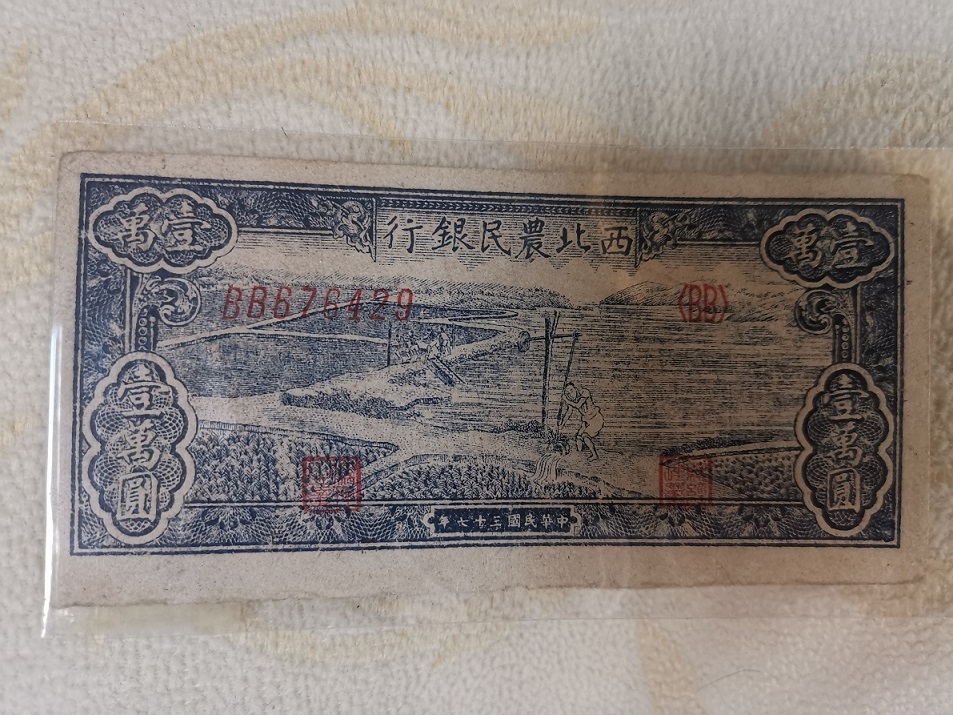 西北農民銀行
壹萬
壹萬
BB676429
(BB)
壹萬圓
壹萬圓
中華民國三十七年